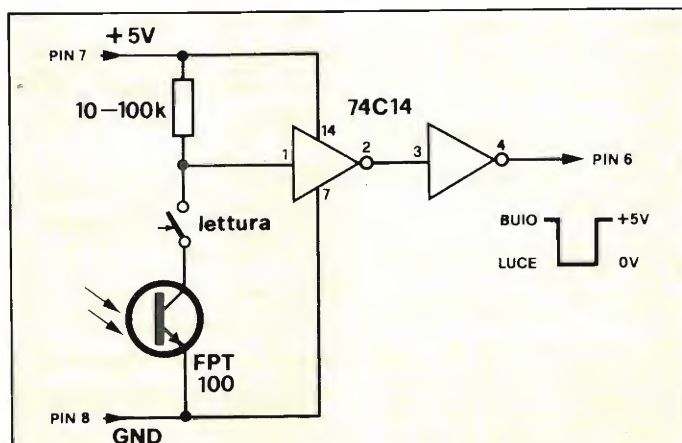 +5V
PIN 7
10-100k
74C14
14
1
2
3
4
PIN 6
7
lettura
BUIO
+5V
LUCE
0V
FPT
100
PIN 8
GND